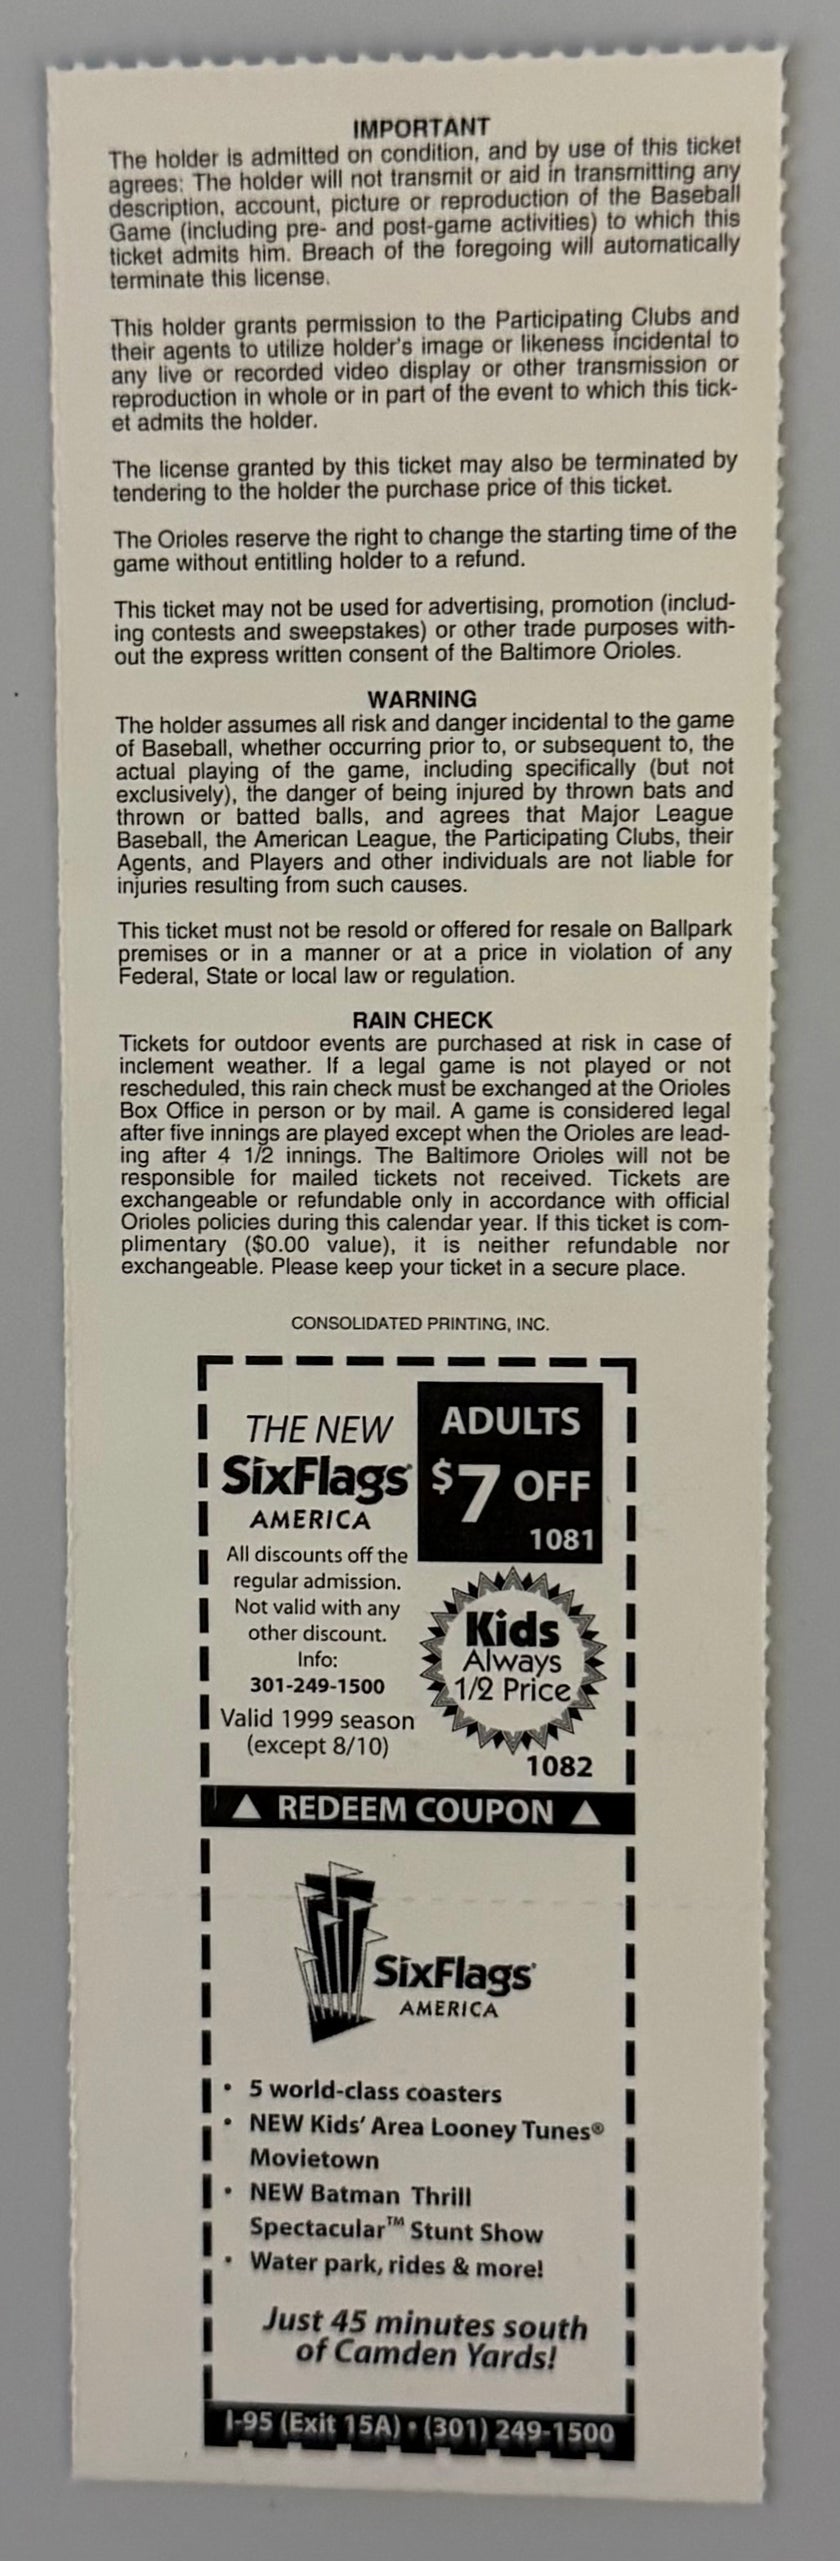 IMPORTANT
The holder is admitted on condition, and by use of this ticket
agrees: The holder will not transmit or aid in transmitting any
description, account, picture or reproduction of the Baseball
Game (including pre- and post-game activities) to which this
ticket admits him. Breach of the foregoing will automatically
terminate this license.
This holder grants permission to the Participating Clubs and
their agents to utilize holder's image or likeness incidental to
any live or recorded video display or other transmission or
reproduction in whole or in part of the event to which this tick-
et admits the holder.
The license granted by this ticket may also be terminated by
tendering to the holder the purchase price of this ticket.
The Orioles reserve the right to change the starting time of the
game without entitling holder to a refund.
This ticket may not be used for advertising, promotion (includ-
ing contests and sweepstakes) or other trade purposes with-
out the express written consent of the Baltimore Orioles.
WARNING
The holder assumes all risk and danger incidental to the game
of Baseball, whether occurring prior to, or subsequent to, the
actual playing of the game, including specifically (but not
exclusively), the danger of being injured by thrown bats and
thrown or batted balls, and agrees that Major League
Baseball, the American League, the Participating Clubs, their
Agents, and Players and other individuals are not liable for
injuries resulting from such causes.
This ticket must not be resold or offered for resale on Ballpark
premises or in a manner or at a price in violation of any
Federal, State or local law or regulation.
RAIN CHECK
Tickets for outdoor events are purchased at risk in case of
inclement weather. If a legal game is not played or not
rescheduled, this rain check must be exchanged at the Orioles
Box Office in person or by mail. A game is considered legal
after five innings are played except when the Orioles are lead-
ing after 4 1/2 innings. The Baltimore Orioles will not be
responsible for mailed tickets not received. Tickets are
exchangeable or refundable only in accordance with official
Orioles policies during this calendar year. If this ticket is com-
plimentary ($0.00 value), it is neither refundable nor
exchangeable. Please keep your ticket in a secure place.
CONSOLIDATED PRINTING, INC.
THE NEW
SixFlags®
AMERICA
All discounts off the
regular admission.
Not valid with any
other discount.
Info:
301-249-1500
Valid 1999 season
(except 8/10)
ADULTS
$7 OFF
1081
Kids
Always
1/2 Price
1082
▲ REDEEM COUPON ▲
SixFlags®
AMERICA
• 5 world-class coasters
• NEW Kids' Area Looney Tunes®
Movietown
• NEW Batman Thrill
Spectacular™ Stunt Show
• Water park, rides & more!
Just 45 minutes south
of Camden Yards!
I-95 (Exit 15A) • (301) 249-1500